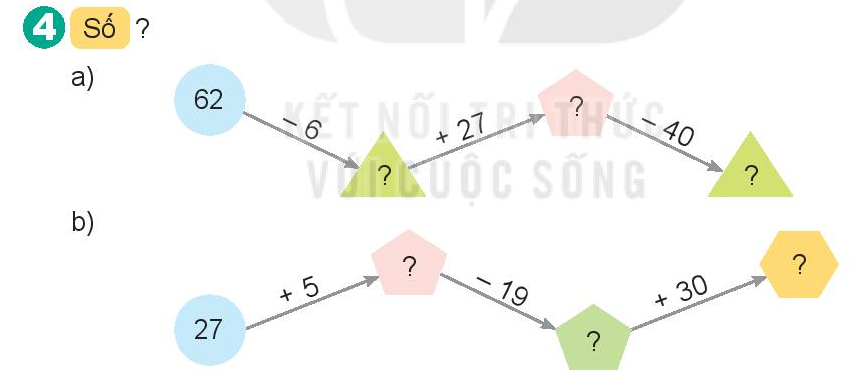 4 Số ?
a)
62
− 6
?
+ 27
?
− 40
?
KẾT NỐI TRI THỨC
VỚI CUỘC SỐNG
b)
27
+ 5
?
− 19
?
+ 30
?